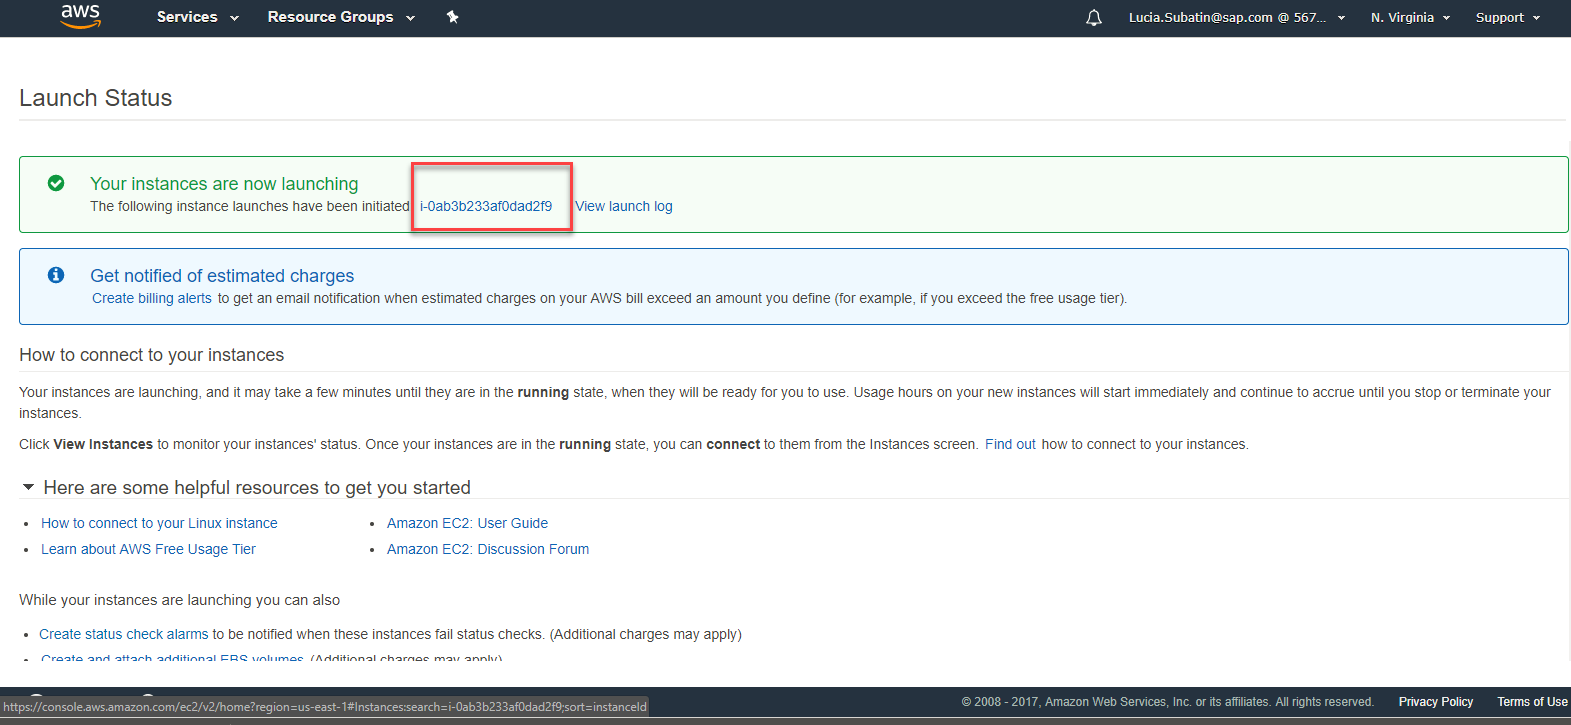 aws Services Resource Groups Lucia.Subatin@sap.com @ 567... N. Virginia Support
Launch Status
Your instances are now launching
The following instance launches have been initiated i-0ab3b233af0dad2f9 View launch log
Get notified of estimated charges
Create billing alerts to get an email notification when estimated charges on your AWS bill exceed an amount you define (for example, if you exceed the free usage tier).
How to connect to your instances
Your instances are launching, and it may take a few minutes until they are in the running state, when they will be ready for you to use. Usage hours on your new instances will start immediately and continue to accrue until you stop or terminate your
instances.
Click View Instances to monitor your instances' status. Once your instances are in the running state, you can connect to them from the Instances screen. Find out how to connect to your instances.
Here are some helpful resources to get you started
• How to connect to your Linux instance • Amazon EC2: User Guide
• Learn about AWS Free Usage Tier • Amazon EC2: Discussion Forum
While your instances are launching you can also
• Create status check alarms to be notified when these instances fail status checks. (Additional charges may apply)
• Create and attach additional EBS volumes (Additional charges may apply)
© 2008 - 2017, Amazon Web Services, Inc. or its affiliates. All rights reserved. Privacy Policy Terms of Use
https://console.aws.amazon.com/ec2/v2/home?region=us-east-1#Instances:search=i-0ab3b233af0dad2f9;sort=instanceId